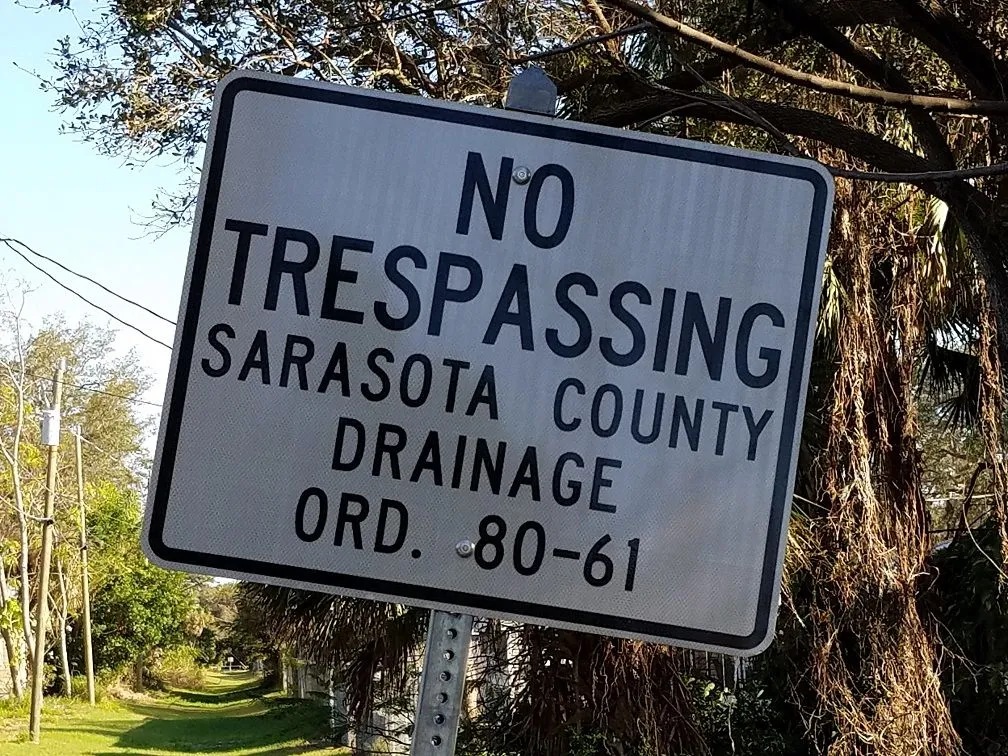 NO
TRESPASSING
SARASOTA COUNTY
DRAINAGE
ORD. 80-61